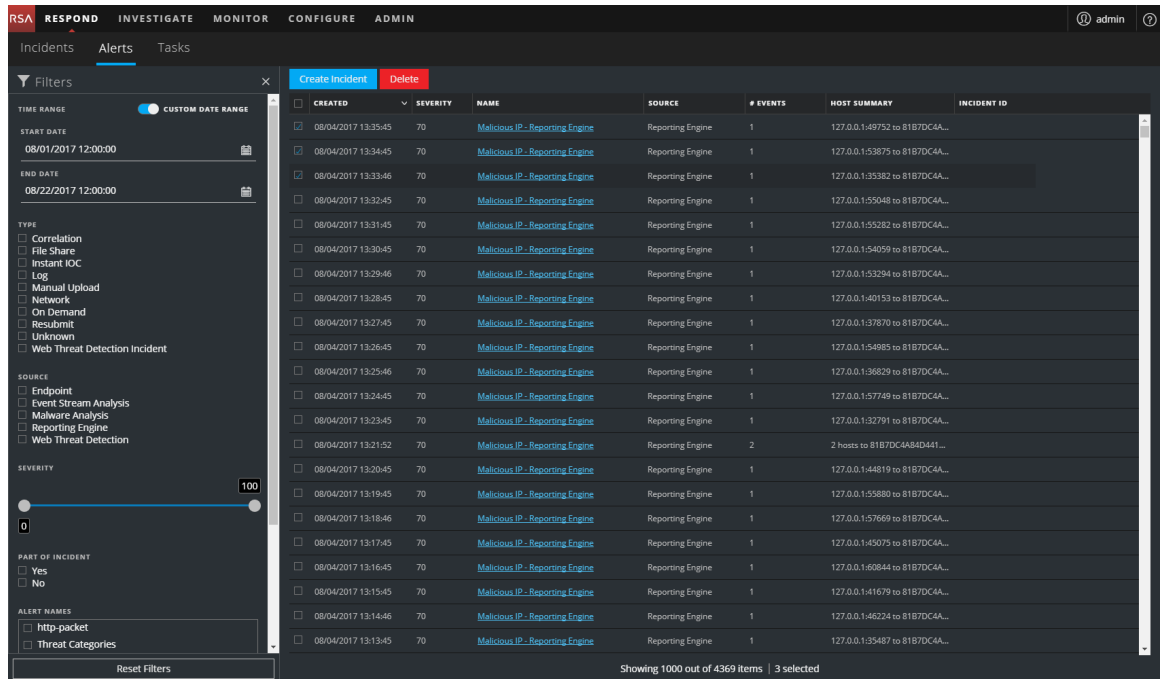 RSA RESPOND INVESTIGATE MONITOR CONFIGURE ADMIN admin ?
Incidents Alerts Tasks
Filters ×
TIME RANGE CUSTOM DATE RANGE
START DATE
08/01/2017 12:00:00
END DATE
08/22/2017 12:00:00
TYPE
Correlation
File Share
Instant IOC
Log
Manual Upload
Network
On Demand
Resubmit
Unknown
Web Threat Detection Incident
SOURCE
Endpoint
Event Stream Analysis
Malware Analysis
Reporting Engine
Web Threat Detection
SEVERITY
100
0
PART OF INCIDENT
Yes
No
ALERT NAMES
http-packet
Threat Categories
Reset Filters
Create Incident Delete
CREATED SEVERITY NAME SOURCE # EVENTS HOST SUMMARY INCIDENT ID
08/04/2017 13:35:45 70 Malicious IP - Reporting Engine Reporting Engine 1 127.0.0.1:49752 to 81B7DC4A...
08/04/2017 13:34:45 70 Malicious IP - Reporting Engine Reporting Engine 1 127.0.0.1:53875 to 81B7DC4A...
08/04/2017 13:33:46 70 Malicious IP - Reporting Engine Reporting Engine 1 127.0.0.1:35382 to 81B7DC4A...
08/04/2017 13:32:45 70 Malicious IP - Reporting Engine Reporting Engine 1 127.0.0.1:55048 to 81B7DC4A...
08/04/2017 13:31:45 70 Malicious IP - Reporting Engine Reporting Engine 1 127.0.0.1:55282 to 81B7DC4A...
08/04/2017 13:30:45 70 Malicious IP - Reporting Engine Reporting Engine 1 127.0.0.1:54059 to 81B7DC4A...
08/04/2017 13:29:46 70 Malicious IP - Reporting Engine Reporting Engine 1 127.0.0.1:53294 to 81B7DC4A...
08/04/2017 13:28:45 70 Malicious IP - Reporting Engine Reporting Engine 1 127.0.0.1:40153 to 81B7DC4A...
08/04/2017 13:27:45 70 Malicious IP - Reporting Engine Reporting Engine 1 127.0.0.1:37870 to 81B7DC4A...
08/04/2017 13:26:45 70 Malicious IP - Reporting Engine Reporting Engine 1 127.0.0.1:54985 to 81B7DC4A...
08/04/2017 13:25:46 70 Malicious IP - Reporting Engine Reporting Engine 1 127.0.0.1:36829 to 81B7DC4A...
08/04/2017 13:24:45 70 Malicious IP - Reporting Engine Reporting Engine 1 127.0.0.1:57749 to 81B7DC4A...
08/04/2017 13:23:45 70 Malicious IP - Reporting Engine Reporting Engine 1 127.0.0.1:32791 to 81B7DC4A...
08/04/2017 13:21:52 70 Malicious IP - Reporting Engine Reporting Engine 2 2 hosts to 81B7DC4A84D441...
08/04/2017 13:20:45 70 Malicious IP - Reporting Engine Reporting Engine 1 127.0.0.1:44819 to 81B7DC4A...
08/04/2017 13:19:45 70 Malicious IP - Reporting Engine Reporting Engine 1 127.0.0.1:55880 to 81B7DC4A...
08/04/2017 13:18:46 70 Malicious IP - Reporting Engine Reporting Engine 1 127.0.0.1:57669 to 81B7DC4A...
08/04/2017 13:17:45 70 Malicious IP - Reporting Engine Reporting Engine 1 127.0.0.1:45075 to 81B7DC4A...
08/04/2017 13:16:45 70 Malicious IP - Reporting Engine Reporting Engine 1 127.0.0.1:60844 to 81B7DC4A...
08/04/2017 13:15:45 70 Malicious IP - Reporting Engine Reporting Engine 1 127.0.0.1:41679 to 81B7DC4A...
08/04/2017 13:14:46 70 Malicious IP - Reporting Engine Reporting Engine 1 127.0.0.1:46224 to 81B7DC4A...
08/04/2017 13:13:45 70 Malicious IP - Reporting Engine Reporting Engine 1 127.0.0.1:35487 to 81B7DC4A...
Showing 1000 out of 4369 items | 3 selected